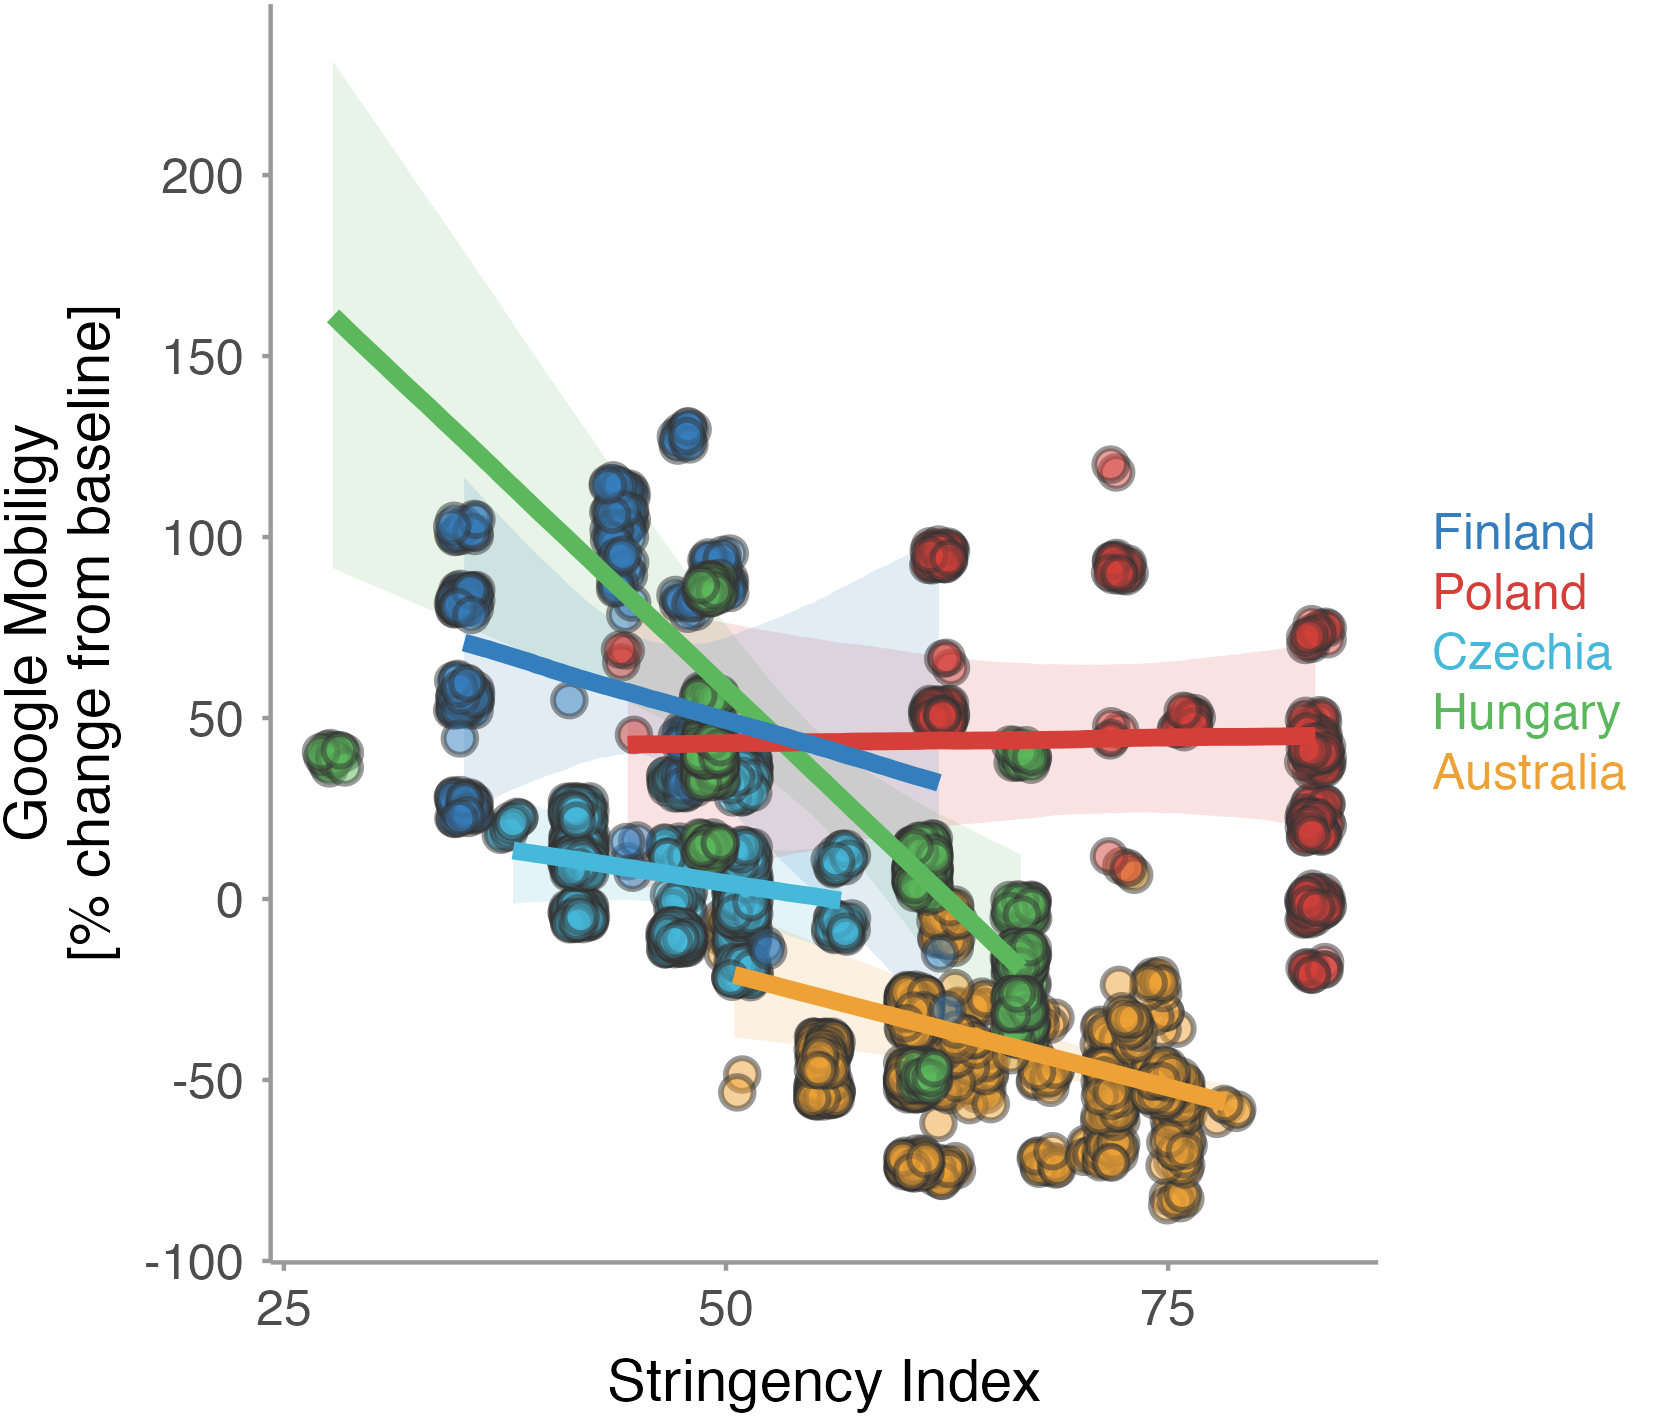 Google Mobiligy
[% change from baseline]
200
150
100
50
0
-50
-100
25
50
75
Stringency Index
Finland
Poland
Czechia
Hungary
Australia